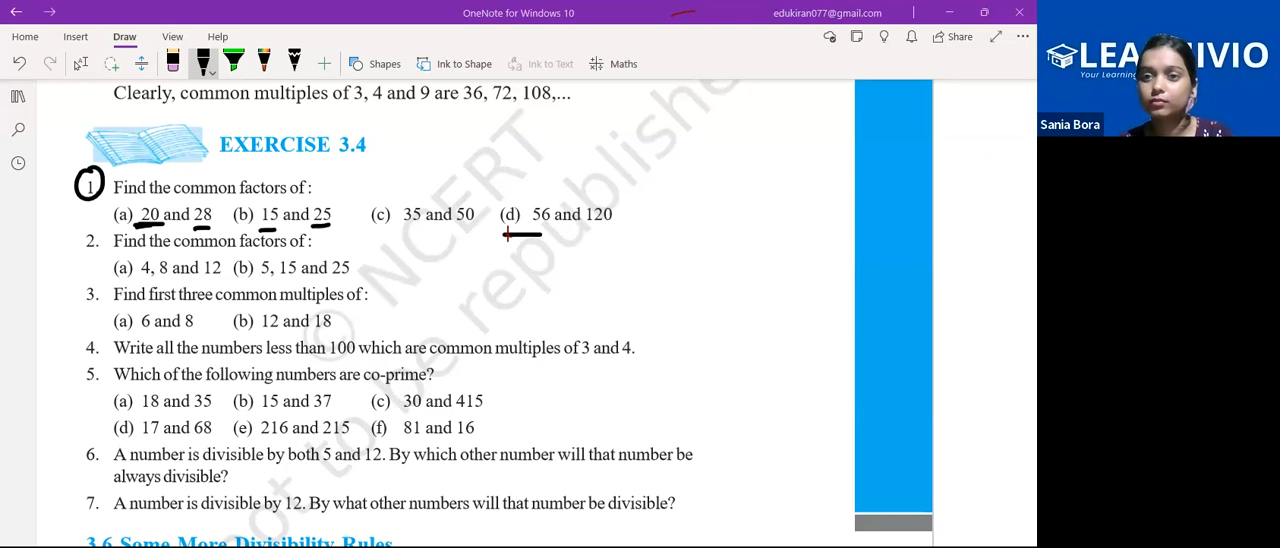 OneNote for Windows 10
edukiran077@gmail.com
Home Insert Draw View Help
Share
Shapes Ink to Shape Ink to Text Maths
Clearly, common multiples of 3, 4 and 9 are 36, 72, 108,...
EXERCISE 3.4
1. Find the common factors of :
(a) 20 and 28 (b) 15 and 25 (c) 35 and 50 (d) 56 and 120
2. Find the common factors of :
(a) 4, 8 and 12 (b) 5, 15 and 25
3. Find first three common multiples of :
(a) 6 and 8 (b) 12 and 18
4. Write all the numbers less than 100 which are common multiples of 3 and 4.
5. Which of the following numbers are co-prime?
(a) 18 and 35 (b) 15 and 37 (c) 30 and 415
(d) 17 and 68 (e) 216 and 215 (f) 81 and 16
6. A number is divisible by both 5 and 12. By which other number will that number be
always divisible?
7. A number is divisible by 12. By what other numbers will that number be divisible?
3.6 Some More Divisibility Rules
© NCERT
not to be republished
Your Learning
Sania Bora